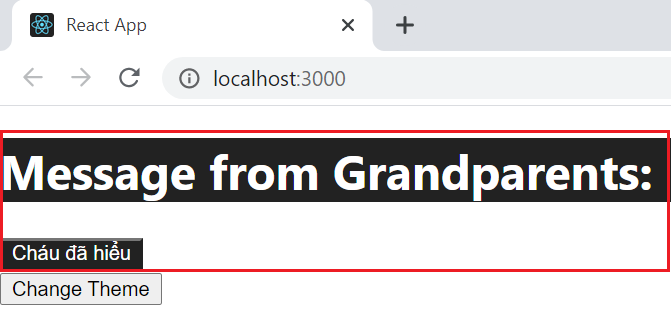 React App
localhost:3000
Message from Grandparents:
Cháu đã hiểu
Change Theme